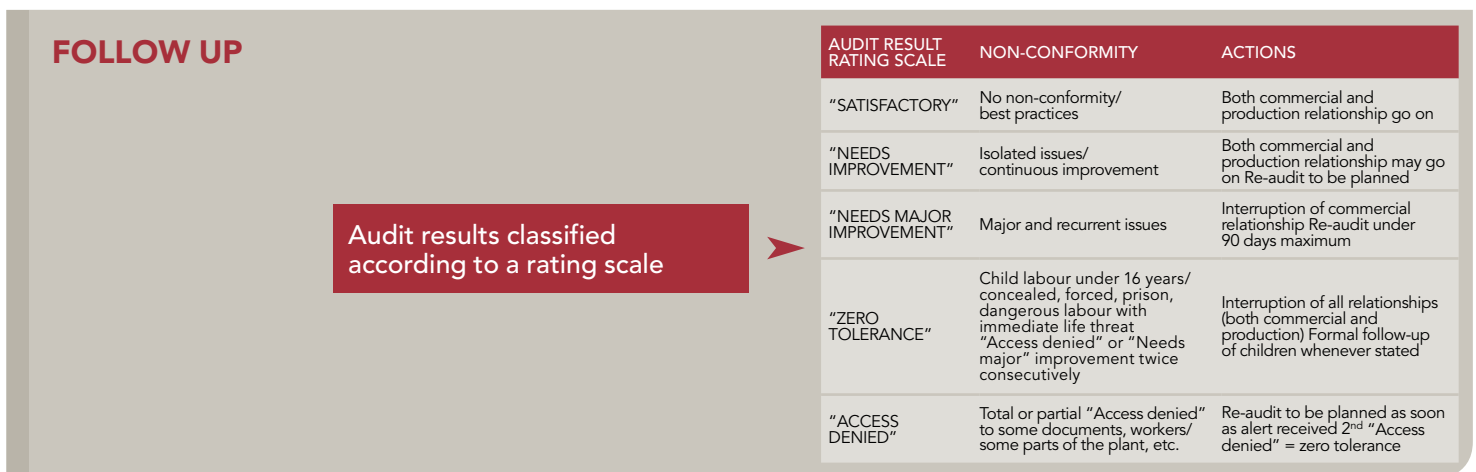 FOLLOW UP
Audit results classified
according to a rating scale
AUDIT RESULT
RATING SCALE
NON-CONFORMITY
ACTIONS
“SATISFACTORY”
No non-conformity/
best practices
Both commercial and
production relationship go on
“NEEDS
IMPROVEMENT”
Isolated issues/
continuous improvement
Both commercial and
production relationship may go
on Re-audit to be planned
“NEEDS MAJOR
IMPROVEMENT”
Major and recurrent issues
Interruption of commercial
relationship Re-audit under
90 days maximum
“ZERO
TOLERANCE”
Child labour under 16 years/
concealed, forced, prison,
dangerous labour with
immediate life threat
“Access denied” or “Needs
major” improvement twice
consecutively
Interruption of all relationships
(both commercial and
production) Formal follow-up
of children whenever stated
“ACCESS
DENIED”
Total or partial “Access denied”
to some documents, workers/
some parts of the plant, etc.
Re-audit to be planned as soon
as alert received 2nd “Access
denied” = zero tolerance